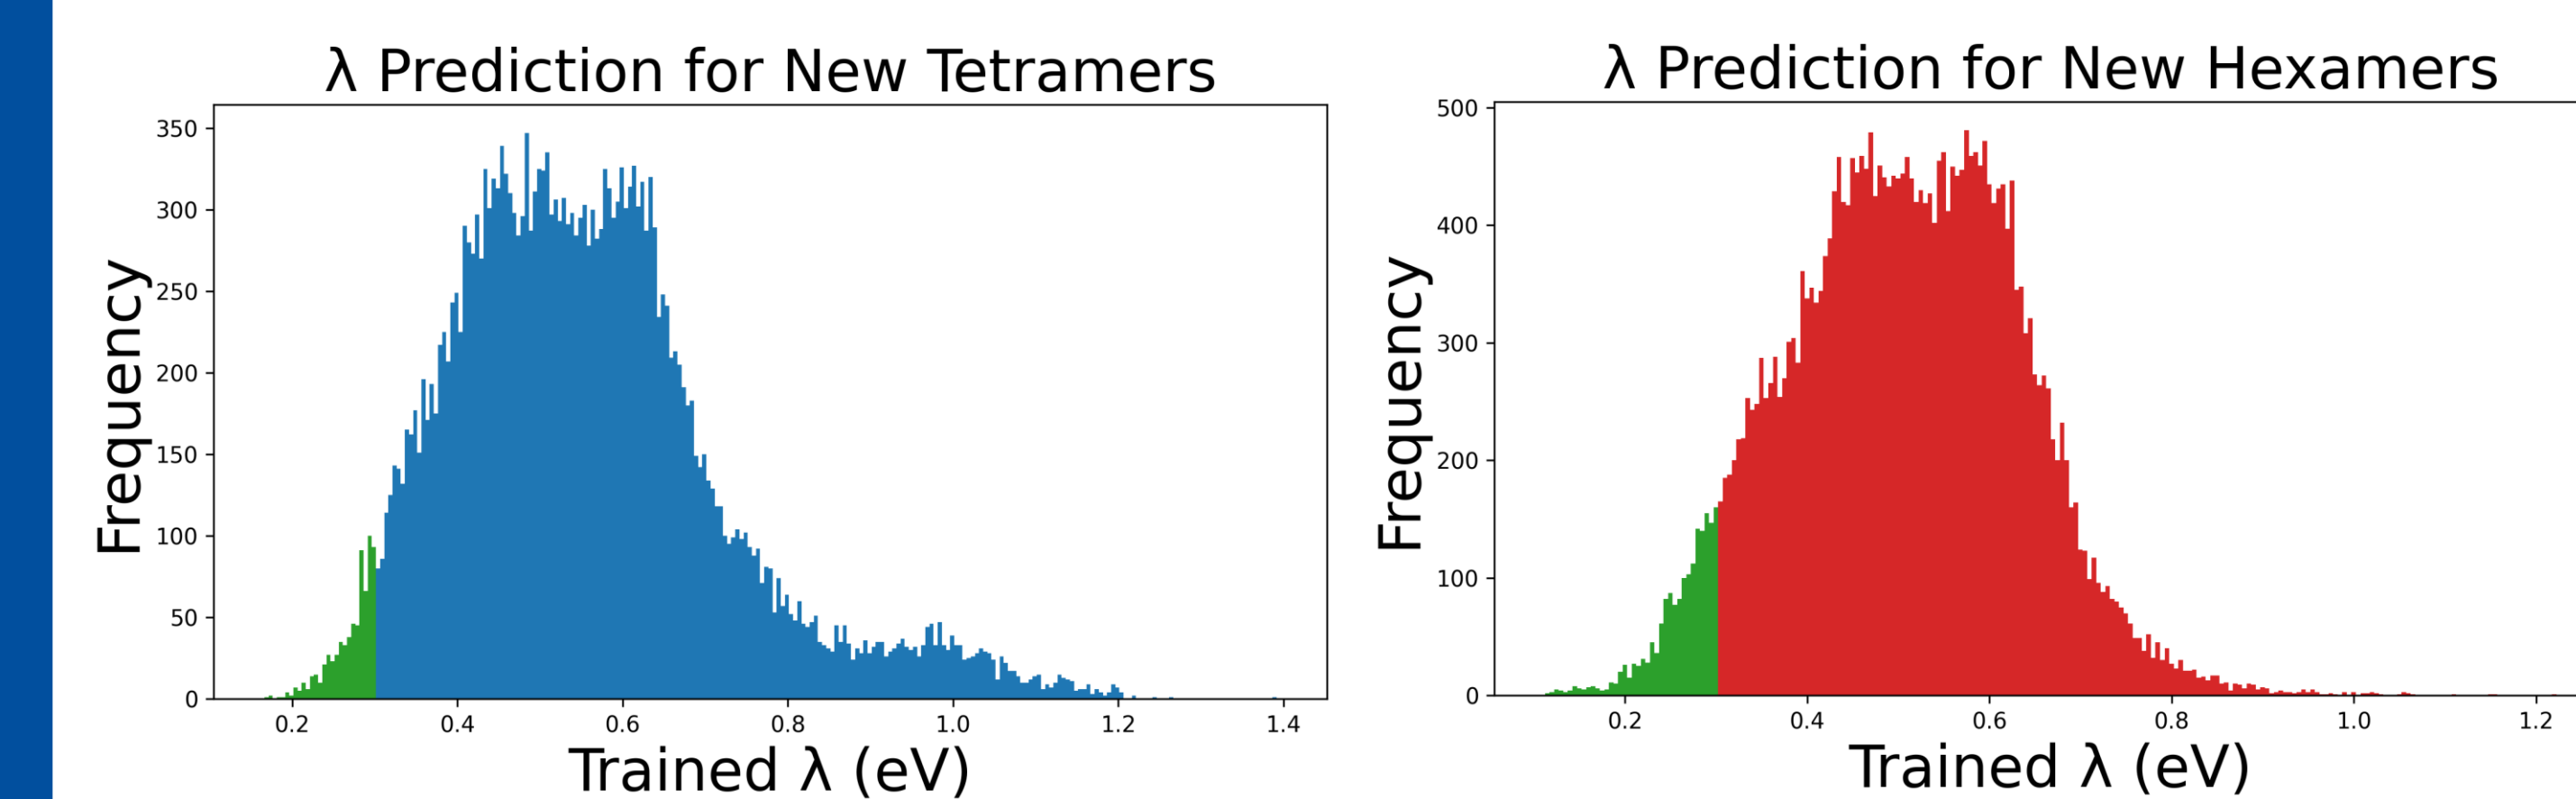 λ Prediction for New Tetramers
350
300
250
200
150
100
50
0
Frequency
0.2 0.4 0.6 0.8 1.0 1.2 1.4
Trained λ (eV)
λ Prediction for New Hexamers
500
400
300
200
100
0
Frequency
0.2 0.4 0.6 0.8 1.0 1.2
Trained λ (eV)